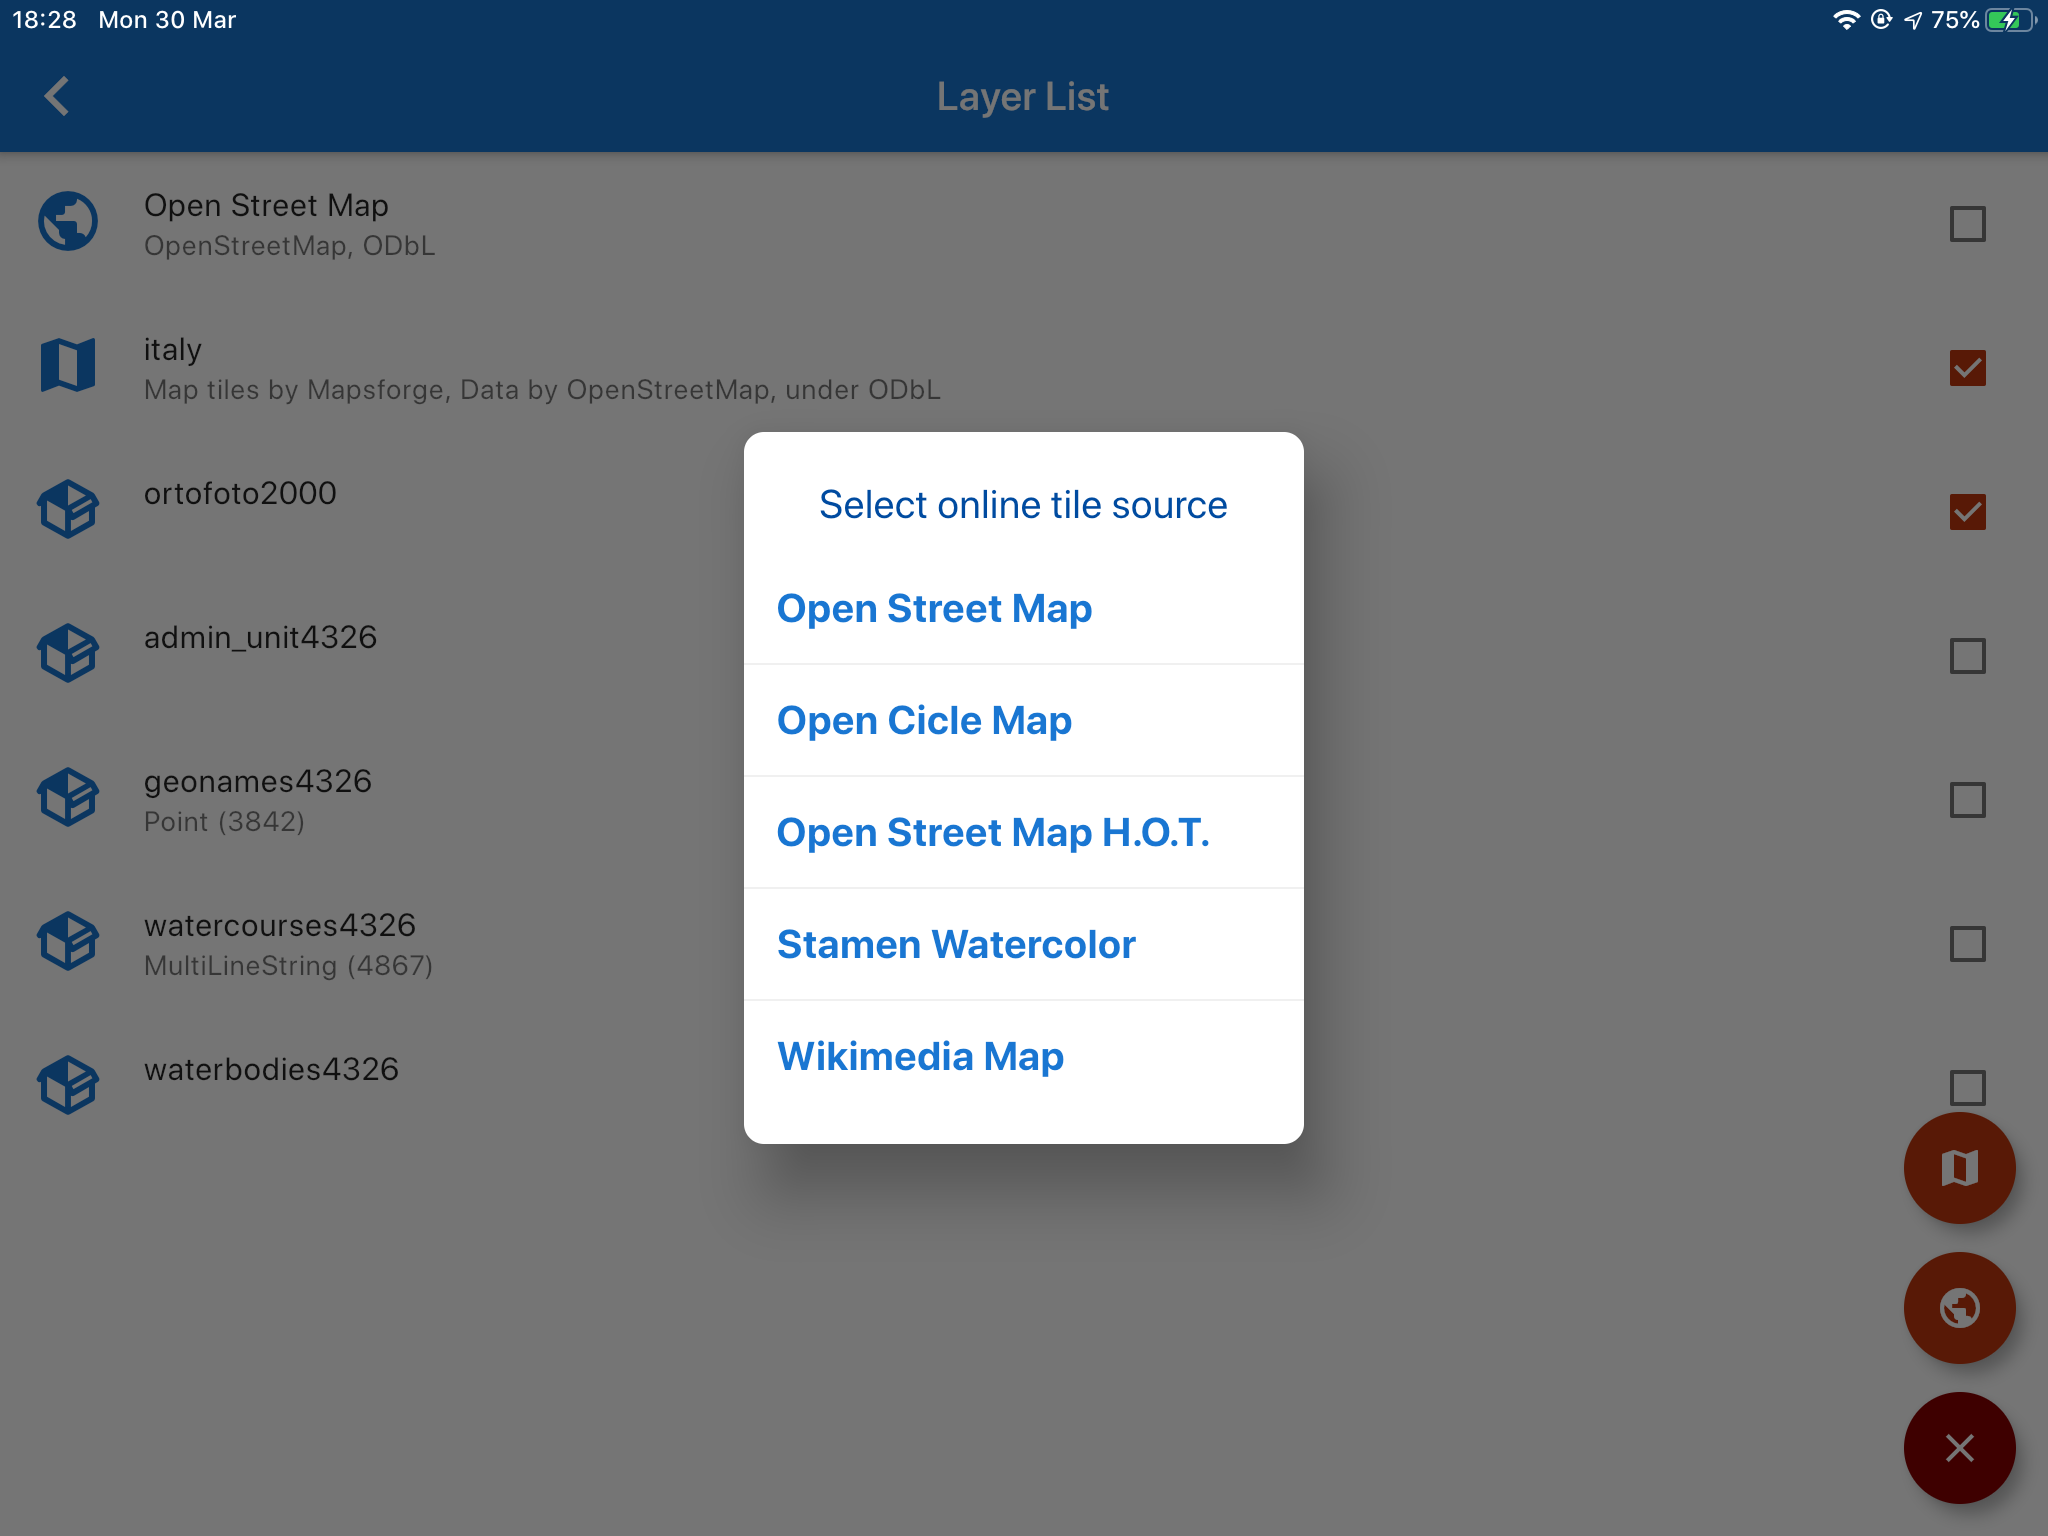 18:28 Mon 30 Mar 75%
Layer List
Open Street Map
OpenStreetMap, ODbL
italy
Map tiles by Mapsforge, Data by OpenStreetMap, under ODbL
ortofoto2000
admin_unit4326
geonames4326
Point (3842)
watercourses4326
MultiLineString (4867)
waterbodies4326
Select online tile source
Open Street Map
Open Cicle Map
Open Street Map H.O.T.
Stamen Watercolor
Wikimedia Map